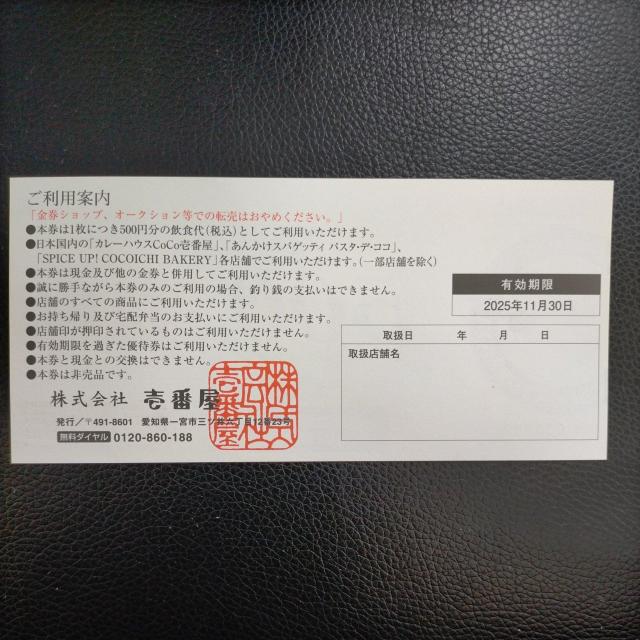 ご利用案内
「金券ショップ、オークション等での転売はおやめください。」
●本券は1枚につき500円分の飲食代(税込)としてご利用いただけます。
●日本国内の「カレーハウスCoCo壱番屋」、「あんかけスパゲッティ パスタ・デ・ココ」、
「SPICE UP! COCOICHI BAKERY」各店舗でご利用いただけます。(一部店舗を除く)
●本券は現金及び他の金券と併用してご利用いただけます。
●誠に勝手ながら本券のみのご利用の場合、釣り銭の支払いはできません。
●店舗のすべての商品にご利用いただけます。
●お持ち帰り及び宅配弁当のお支払いにご利用いただけます。
●店舗印が押印されているものはご利用いただけません。
●有効期限を過ぎた優待券はご利用いただけません。
●本券と現金との交換はできません。
●本券は非売品です。
株式会社 壱番屋
発行/〒491-8601 愛知県一宮市三ツ井六丁目12番23号
無料ダイヤル 0120-860-188
有効期限
2025年11月30日
取扱日 年 月 日
取扱店舗名
株式会社壱番屋